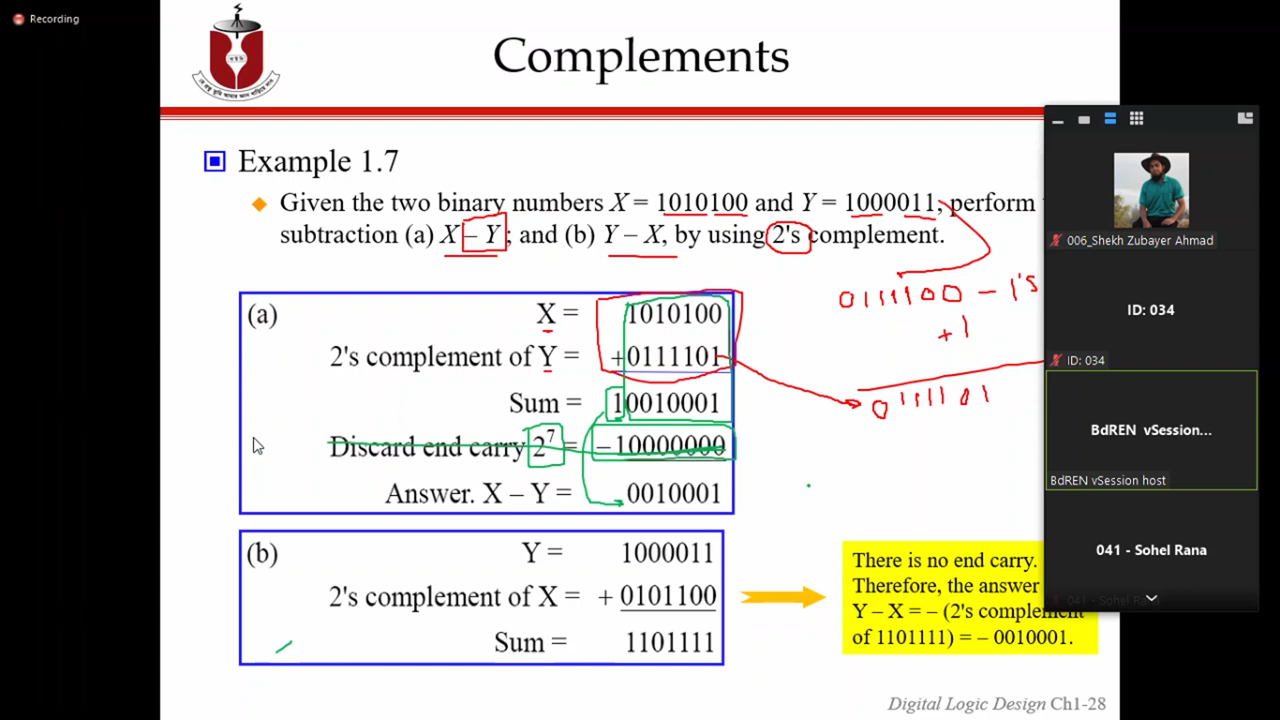 Recording
Complements
Example 1.7
Given the two binary numbers X = 1010100 and Y = 1000011, perform
subtraction (a) X – Y ; and (b) Y – X, by using 2's complement.
(a) X = 1010100
2's complement of Y = +0111101
Sum = 10010001
Discard end carry 2⁷ = –10000000
Answer. X – Y = 0010001
0111100 – 1's
+1
0111101
(b) Y = 1000011
2's complement of X = + 0101100
Sum = 1101111
There is no end carry.
Therefore, the answer
Y – X = – (2's complement
of 1101111) = – 0010001.
Digital Logic Design Ch1-28
006_Shekh Zubayer Ahmad
ID: 034
ID: 034
BdREN vSession...
BdREN vSession host
041 - Sohel Rana
041 - Sohel Rana